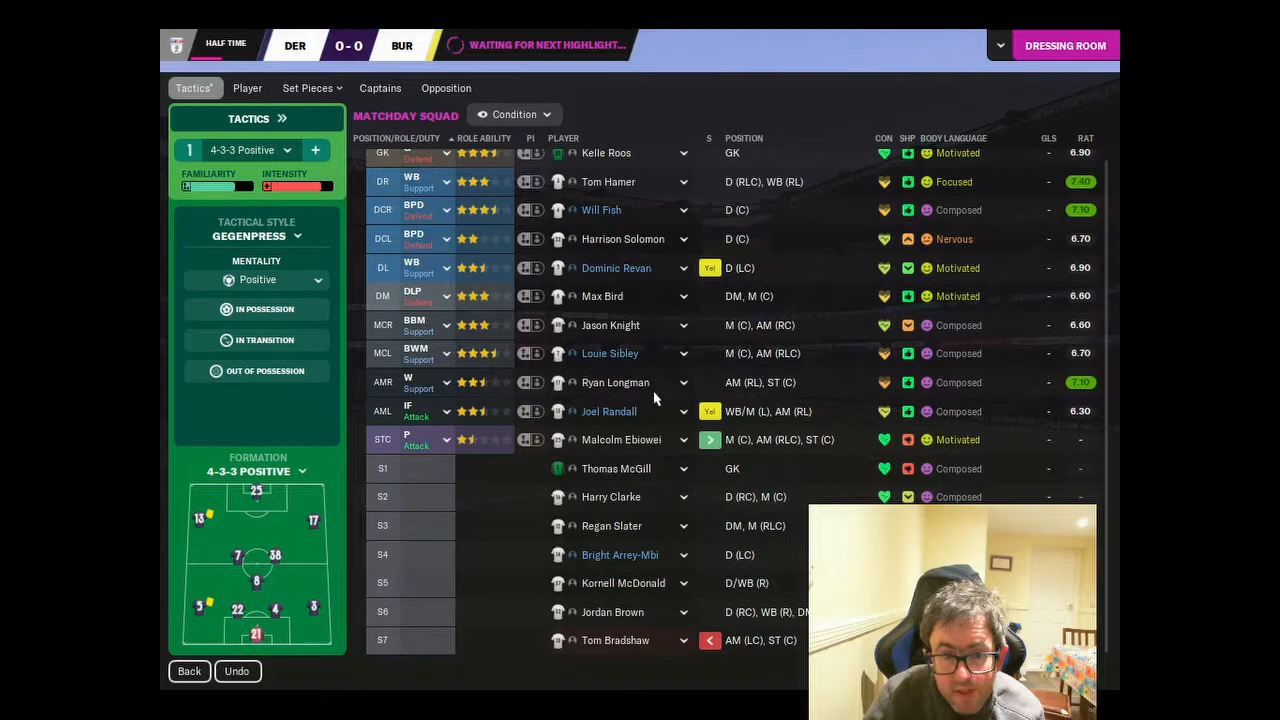 HALF TIME DER 0 - 0 BUR WAITING FOR NEXT HIGHLIGHT... DRESSING ROOM
Tactics* Player Set Pieces Captains Opposition
TACTICS
MATCHDAY SQUAD Condition
POSITION/ROLE/DUTY ROLE ABILITY PI PLAYER S POSITION CON SHP BODY LANGUAGE GLS RAT
1 4-3-3 Positive +
FAMILIARITY INTENSITY
TACTICAL STYLE
GEGENPRESS
MENTALITY
Positive
IN POSSESSION
IN TRANSITION
OUT OF POSSESSION
FORMATION
4-3-3 POSITIVE
25
13 17
7 38
8
5 22 4 3
21
GK Defend Kelle Roos GK Motivated - 6.90
DR WB Support Tom Hamer D (RLC), WB (RL) Focused - 7.40
DCR BPD Defend Will Fish D (C) Composed - 7.10
DCL BPD Defend Harrison Solomon D (C) Nervous - 6.70
DL WB Support Dominic Revan Yel D (LC) Motivated - 6.90
DM DLP Defend Max Bird DM, M (C) Motivated - 6.60
MCR BBM Support Jason Knight M (C), AM (RC) Composed - 6.60
MCL BWM Support Louie Sibley M (C), AM (RLC) Composed - 6.70
AMR W Support Ryan Longman AM (RL), ST (C) Composed - 7.10
AML IF Attack Joel Randall Yel WB/M (L), AM (RL) Composed - 6.30
STC P Attack Malcolm Ebiowei M (C), AM (RLC), ST (C) Motivated - -
S1 Thomas McGill GK Composed - -
S2 Harry Clarke D (RC), M (C) Composed - -
S3 Regan Slater DM, M (RLC)
S4 Bright Arrey-Mbi D (LC)
S5 Kornell McDonald D/WB (R)
S6 Jordan Brown D (RC), WB (R), DM
S7 Tom Bradshaw AM (LC), ST (C)
Back Undo